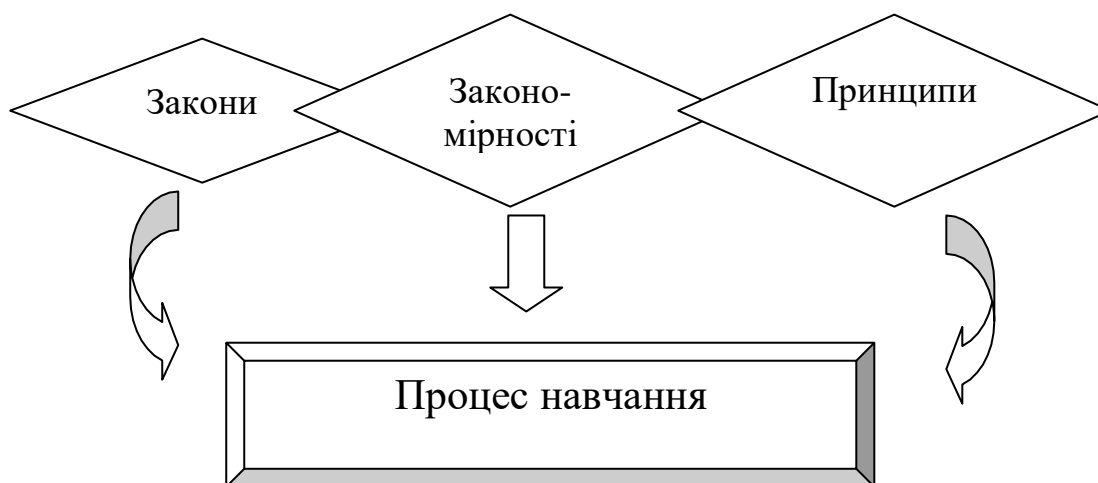 Закони
Законо-
мірності
Принципи
Процес навчання